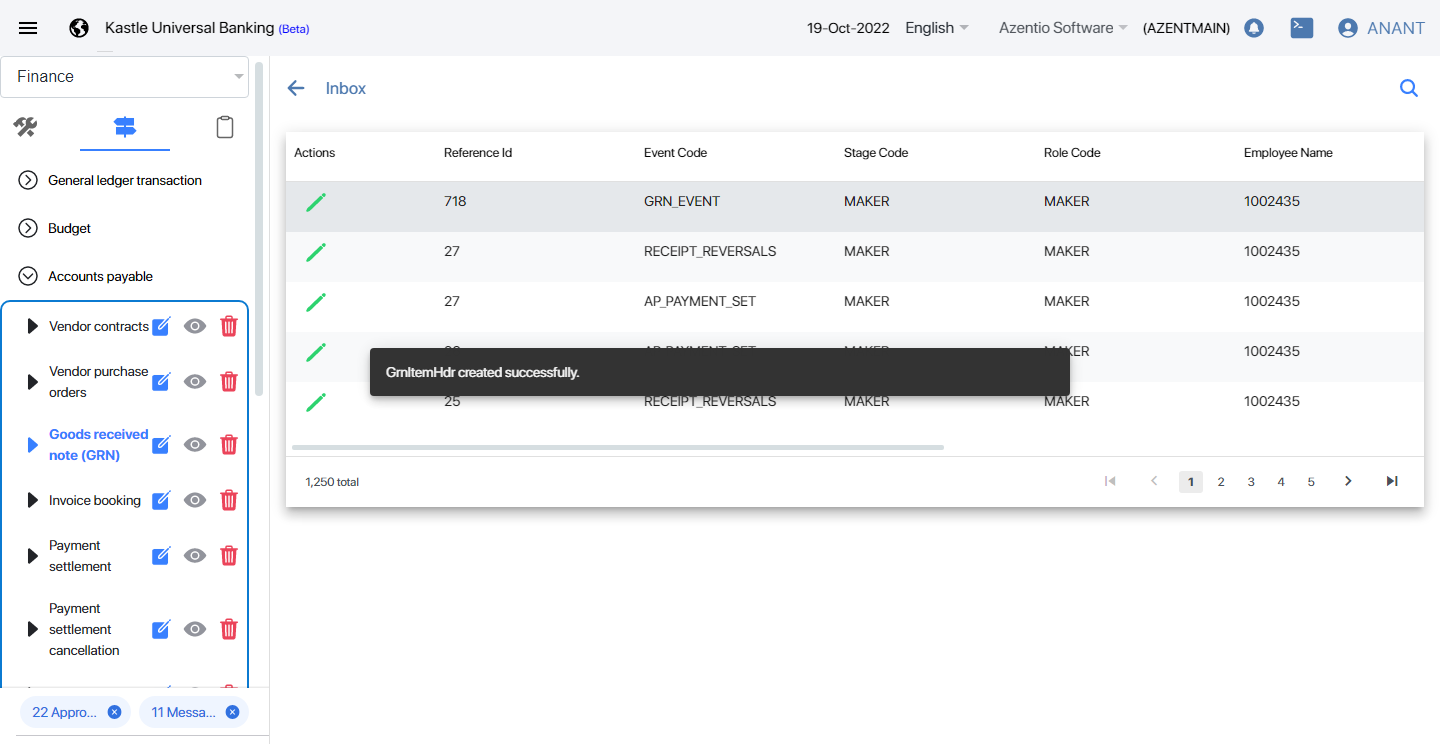 Kastle Universal Banking (Beta)
19-Oct-2022 English Azentio Software (AZENTMAIN) ANANT
Finance
General ledger transaction
Budget
Accounts payable
Vendor contracts
Vendor purchase
orders
Goods received
note (GRN)
Invoice booking
Payment
settlement
Payment
settlement
cancellation
22 Appro... 11 Messa...
Inbox
Actions Reference Id Event Code Stage Code Role Code Employee Name
718 GRN_EVENT MAKER MAKER 1002435
27 RECEIPT_REVERSALS MAKER MAKER 1002435
27 AP_PAYMENT_SET MAKER MAKER 1002435
AP_PAYMENT_SET MAKER 1002435
GrnItemHdr created successfully.
25 RECEIPT_REVERSALS MAKER MAKER 1002435
1,250 total 1 2 3 4 5